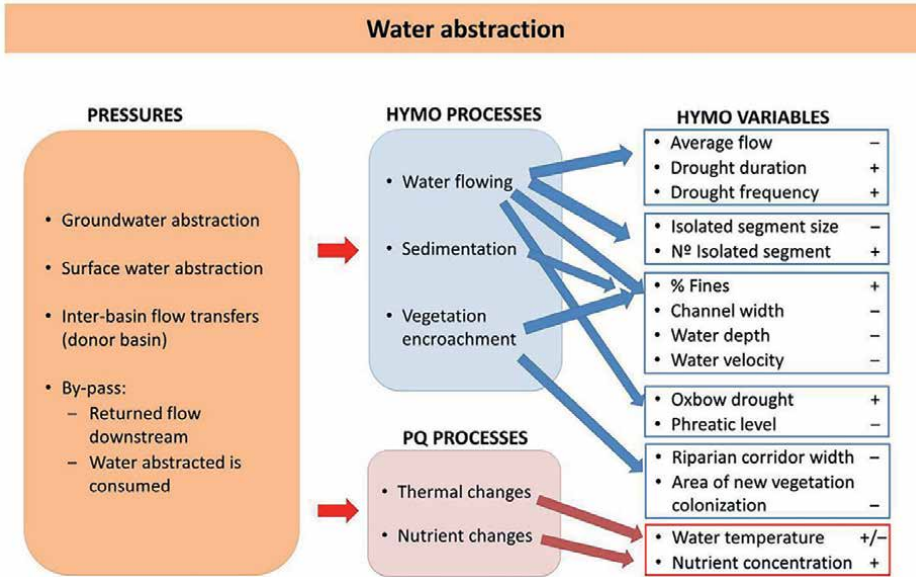 Water abstraction
PRESSURES
• Groundwater abstraction
• Surface water abstraction
• Inter-basin flow transfers
(donor basin)
• By-pass:
– Returned flow
downstream
– Water abstracted is
consumed
HYMO PROCESSES
• Water flowing
• Sedimentation
• Vegetation
encroachment
PQ PROCESSES
• Thermal changes
• Nutrient changes
HYMO VARIABLES
• Average flow –
• Drought duration +
• Drought frequency +
• Isolated segment size –
• Nº Isolated segment +
• % Fines +
• Channel width –
• Water depth –
• Water velocity –
• Oxbow drought +
• Phreatic level –
• Riparian corridor width –
• Area of new vegetation
colonization –
• Water temperature +/–
• Nutrient concentration +